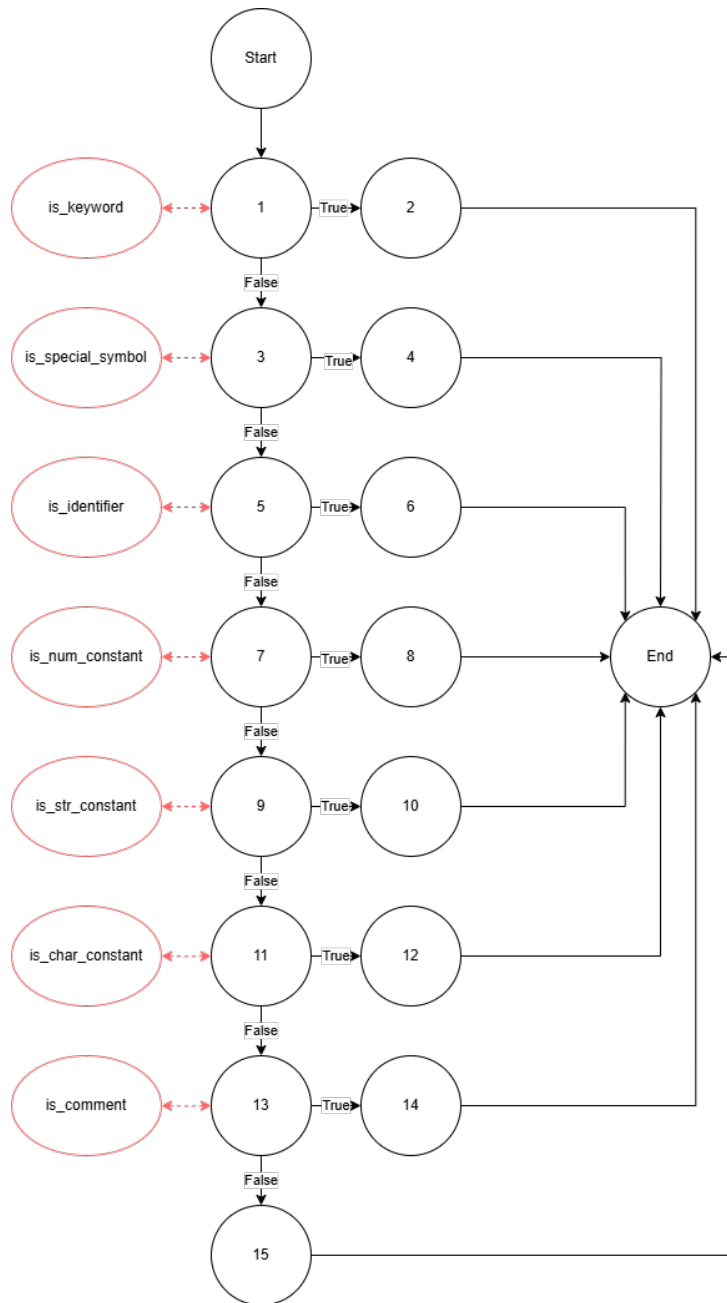 Start
is_keyword
1
True
2
False
is_special_symbol
3
True
4
False
is_identifier
5
True
6
False
is_num_constant
7
True
8
End
False
is_str_constant
9
True
10
False
is_char_constant
11
True
12
False
is_comment
13
True
14
False
15